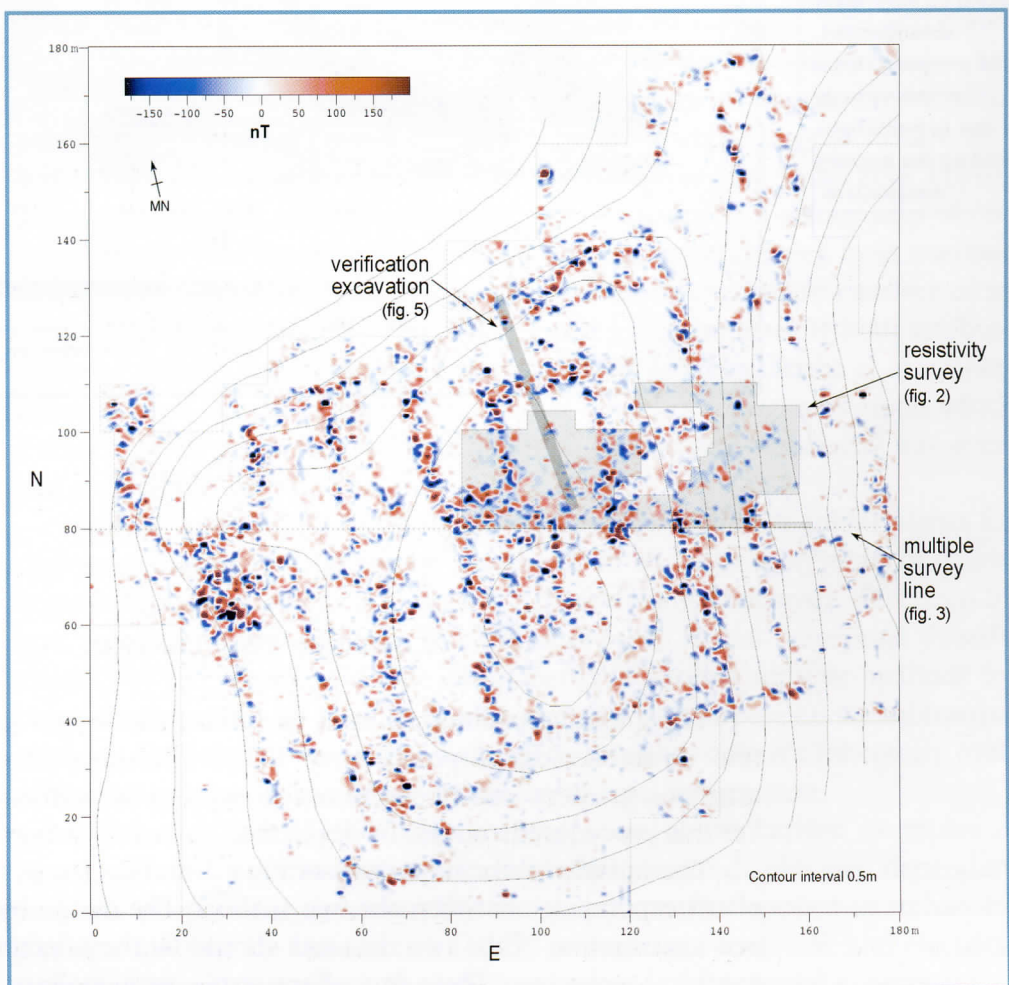 180 m
160
140
120
100
80
60
40
20
0
N
−150 −100 −50 0 50 100 150
nT
MN
verification
excavation
(fig. 5)
resistivity
survey
(fig. 2)
multiple
survey
line
(fig. 3)
Contour interval 0.5m
0 20 40 60 80 100 120 140 160 180 m
E